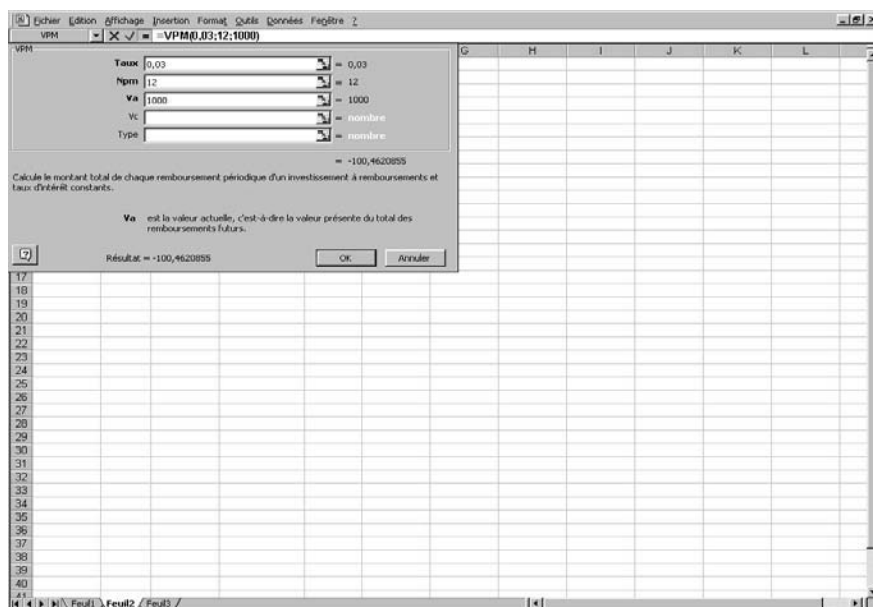 Fichier Edition Affichage Insertion Format Outils Données Fenêtre ?
VPM =VPM(0,03;12;1000)
VPM
G H I J K L
Taux 0,03 = 0,03
Npm 12 = 12
Va 1000 = 1000
Vc = nombre
Type = nombre
= -100,4620855
Calcule le montant total de chaque remboursement périodique d'un investissement à remboursements et
taux d'intérêt constants.
Va est la valeur actuelle, c'est-à-dire la valeur présente du total des
remboursements futurs.
Résultat = -100,4620855 OK Annuler
17
18
19
20
21
22
23
24
25
26
27
28
29
30
31
32
33
34
35
36
37
38
39
40
41
Feuil1 Feuil2 Feuil3